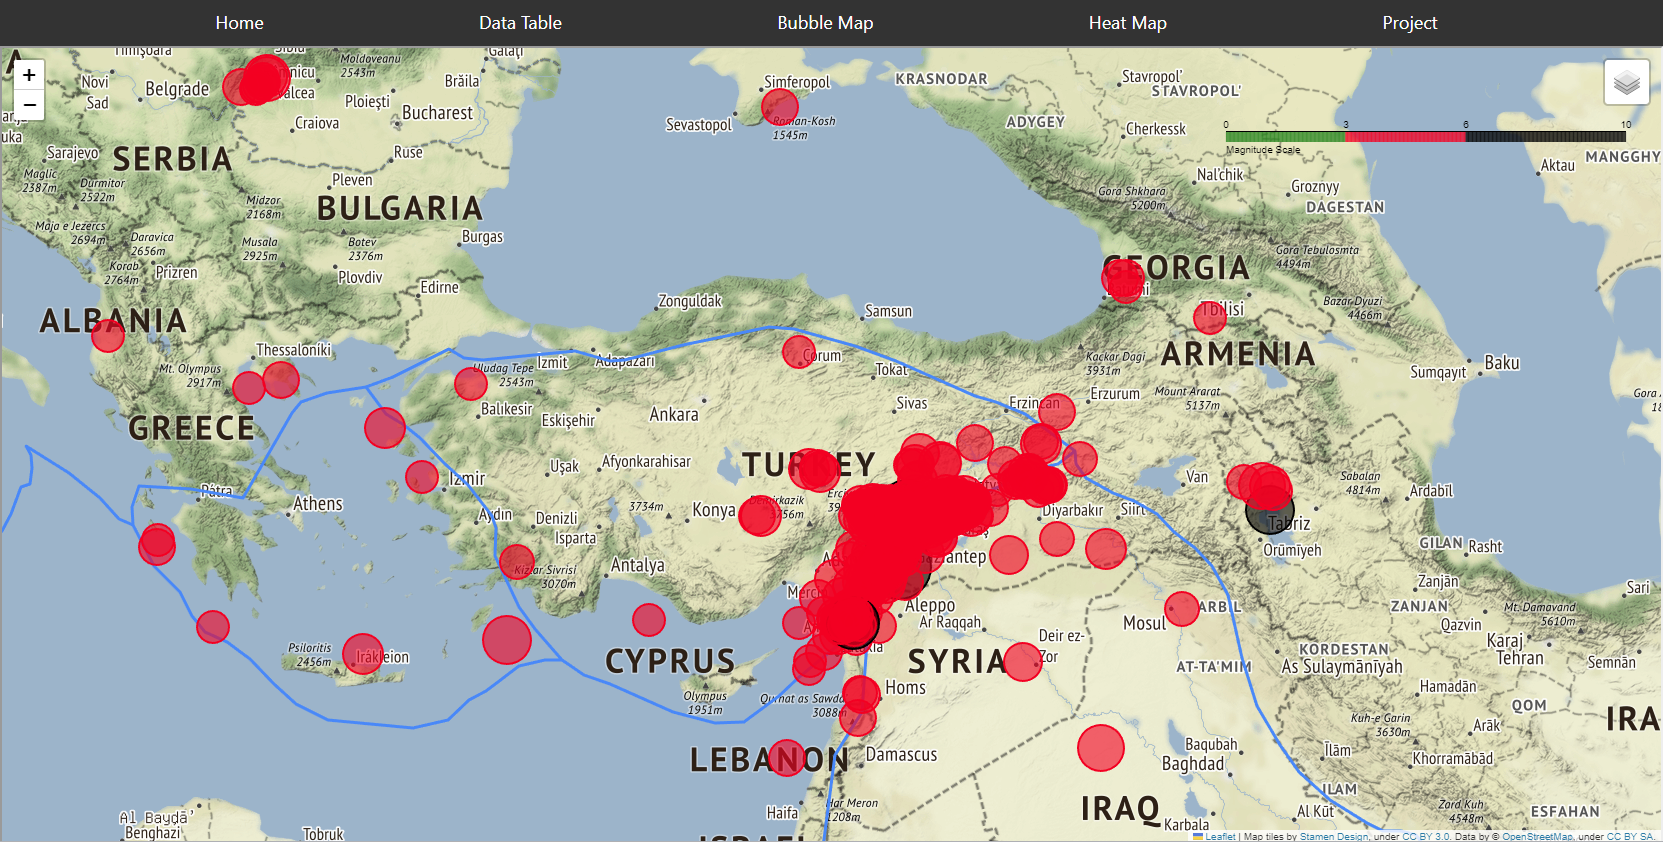 Home
Data Table
Bubble Map
Heat Map
Project
+
−
Timişoara
Sibiu
Galaţi
Moldoveanu
2543m
Novi
Sad
Belgrade
Brăila
Ploieşti
Bucharest
Craiova
Sarajevo
SERBIA
Ruse
Maglic
2387m
Durmitor
2522m
Pleven
Midzor
2168m
BULGARIA
Maja e Jezercs
2694m
Daravica
2656m
Musala
2925m
Botev
2376m
Burgas
Korab
2764m
Prizren
Plovdiv
Edirne
ALBANIA
Thessaloníki
Mt. Olympus
2917m
GREECE
Pátra
Athens
Simferopol
Sevastopol
Roman-Kosh
1545m
KRASNODAR
Stavropol'
STAVROPOL'
ADYGEY
Cherkessk
0
3
6
10
Magnitude Scale
MANGGHY
Aktau
Nal'chik
Groznyy
Gora Shkhara
5200m
DAGESTAN
Gora Tebulosmta
4494m
GEORGIA
Tbilisi
Bazar-Dyuzi
4466m
ARMENIA
Zonguldak
Samsun
İzmit
Adapazarı
Uludag Tepe
2543m
Çorum
Tokat
Kackar Dagi
3931m
Sumqayıt
Baku
Balıkesir
Eskişehir
Ankara
Sivas
Erzincan
Erzurum
Mount Ararat
5137m
Uşak
Afyonkarahisar
TURKEY
Izmir
Van
Sabalan
4814m
Ardabīl
3734m
Konya
Aydın
Denizli
Isparta
Diyarbakır
Siirt
Tabriz
Orūmīyeh
GILAN
Rasht
Kızlar Sivrisi
3070m
Antalya
Gaziantep
Zanjān
Sari
Aleppo
Ar Raqqah
ARBIL
ZANJAN
Mt. Damavand
5610m
Mosul
Qazvin
Karaj
Tehran
Psiloritis
2456m
Irákleion
CYPRUS
SYRIA
Deir ez-
Zor
AT-TA'MIM
KORDESTAN
As Sulaymānīyah
Semnān
Olympus
1951m
Qurnat as Sawda
3088m
Homs
Hamadān
QOM
Kuh-e Garin
3630m
Arāk
IRA
LEBANON
Damascus
Baqubah
Baghdad
Īlām
Khorramābād
ILAM
Haifa
Har Meron
1208m
IRAQ
Karbala
Al Kūt
Zard Kuh
4548m
ESFAHAN
Al Bayḑā'
Benghazi
Tobruk
Leaflet | Map tiles by Stamen Design, under CC BY 3.0. Data by © OpenStreetMap, under CC BY SA.